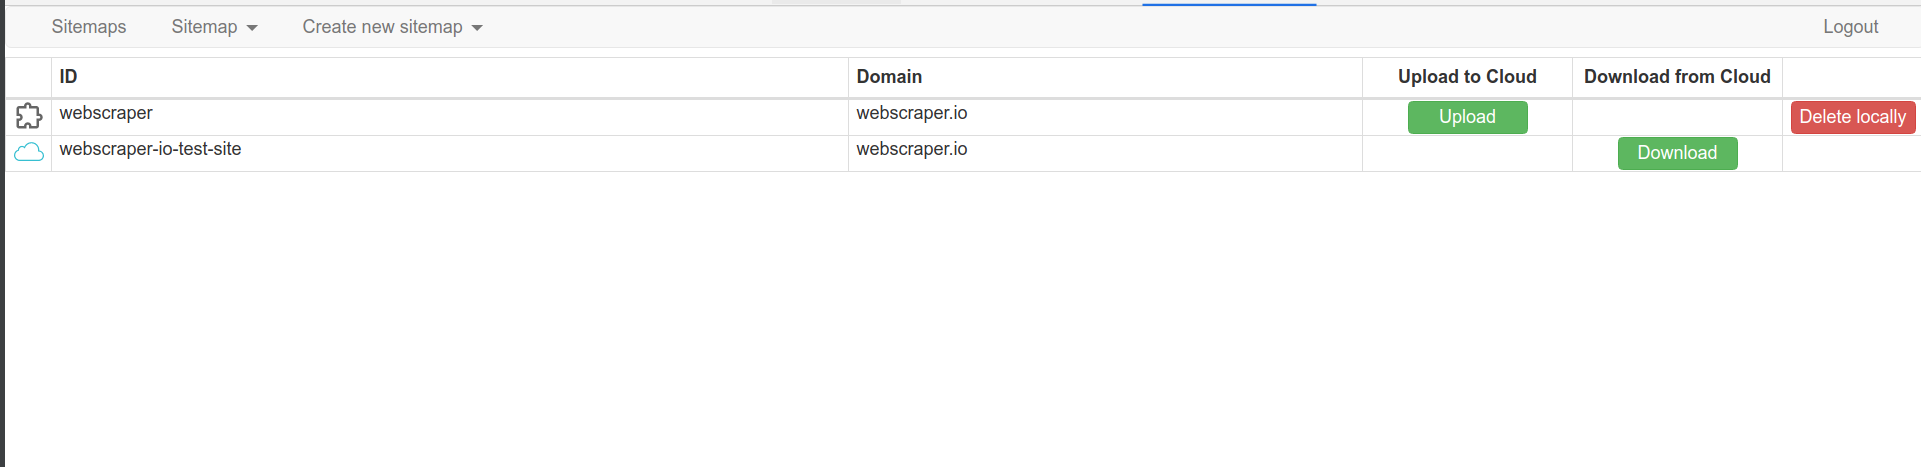 Sitemaps Sitemap Create new sitemap Logout
ID Domain Upload to Cloud Download from Cloud
webscraper webscraper.io Upload Delete locally
webscraper-io-test-site webscraper.io Download